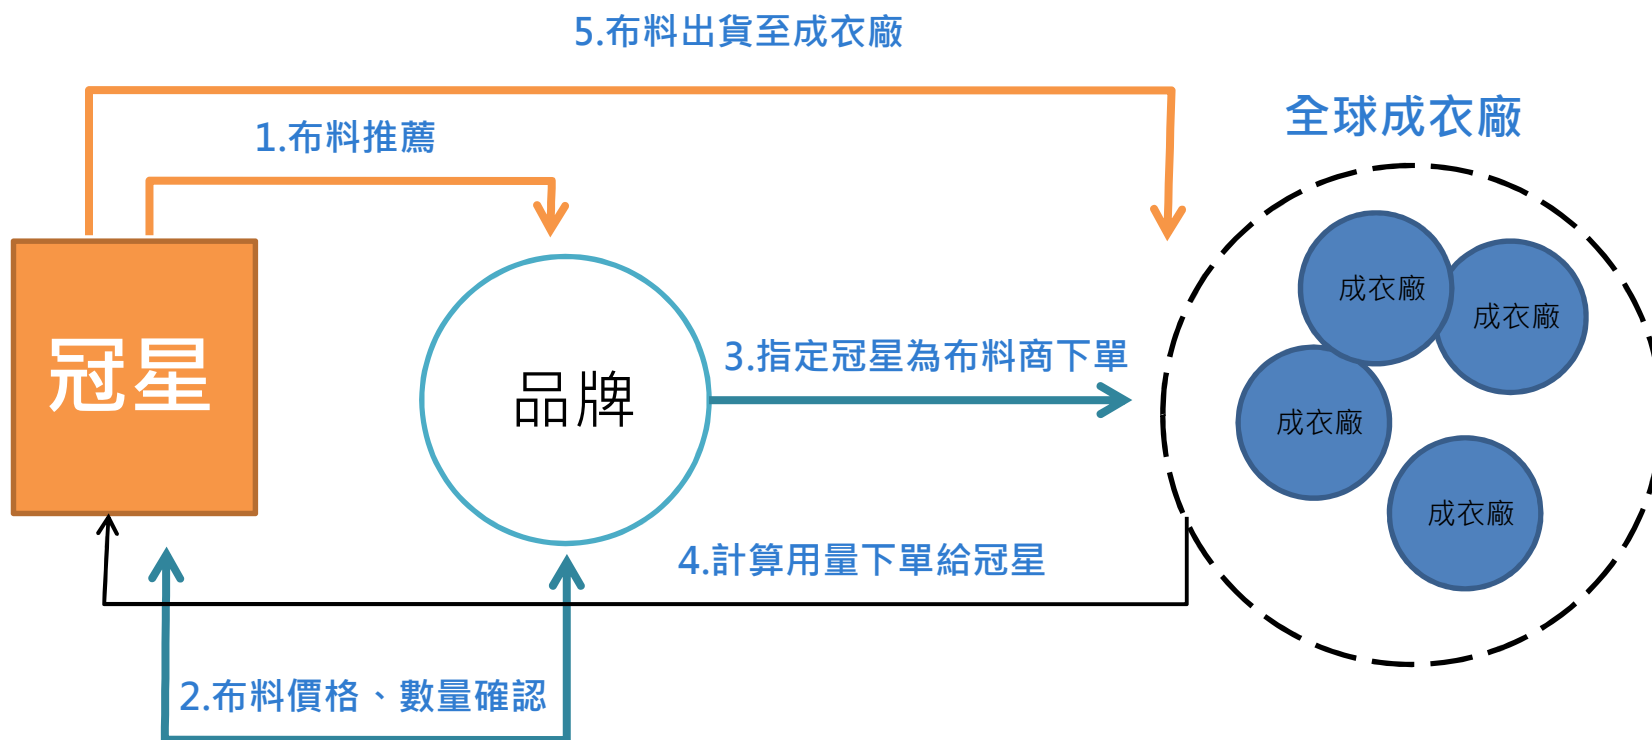 5.布料出貨至成衣廠
全球成衣廠
1.布料推薦
冠星
品牌
3.指定冠星為布料商下單
成衣廠
成衣廠
成衣廠
成衣廠
4.計算用量下單給冠星
2.布料價格、數量確認